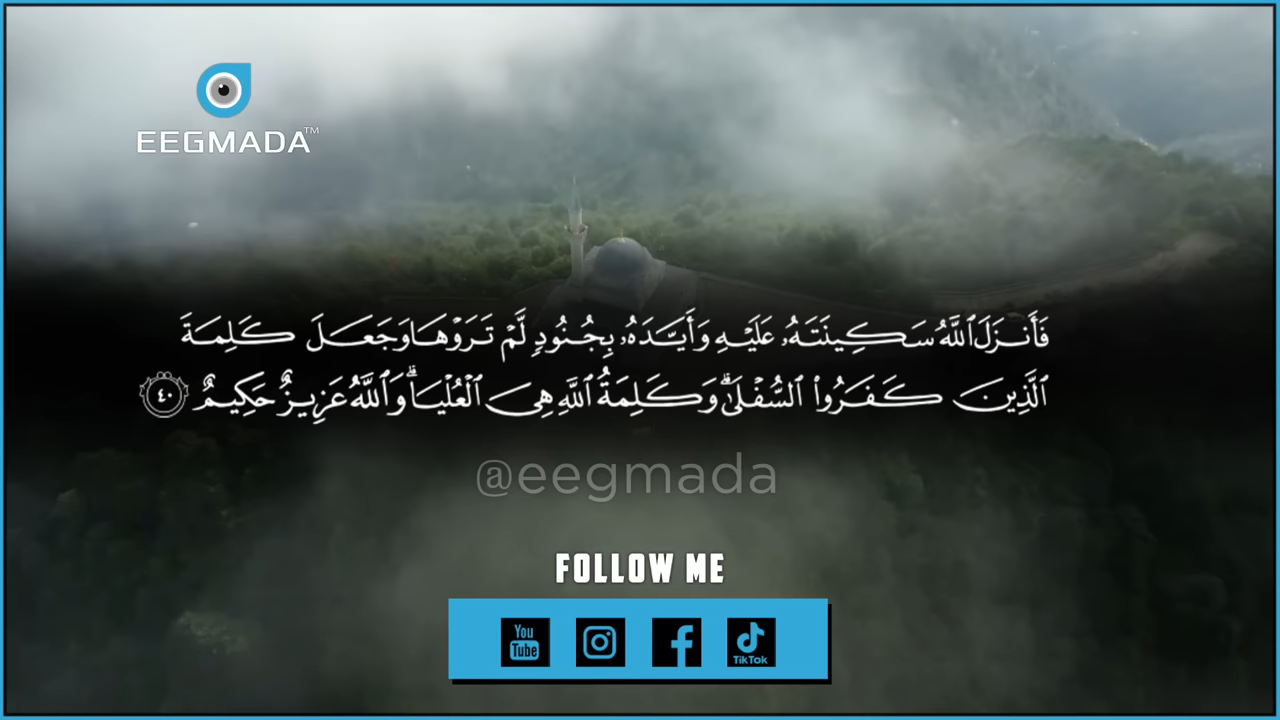 EEGMADA™
فَأَنزَلَ ٱللَّهُ سَكِينَتَهُۥ عَلَيْهِ وَأَيَّدَهُۥ بِجُنُودٍ لَّمْ تَرَوْهَا وَجَعَلَ كَلِمَةَ
ٱلَّذِينَ كَفَرُوا۟ ٱلسُّفْلَىٰ ۗ وَكَلِمَةُ ٱللَّهِ هِىَ ٱلْعُلْيَا ۗ وَٱللَّهُ عَزِيزٌ حَكِيمٌ ٤٠
@eegmada
FOLLOW ME
You Tube
TikTok